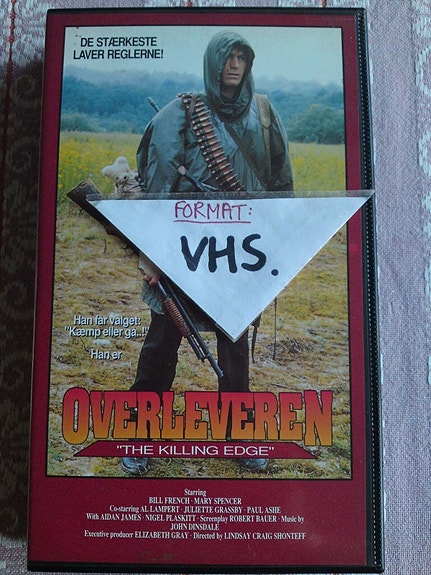 DE STÆRKESTE
LAVER REGLERNE!
FORMAT:
VHS.
Han får valget:
"Kæmp eller gå..!"
Han er
OVERLEVEREN
"THE KILLING EDGE"
Starring
BILL FRENCH · MARY SPENCER
Co-starring AL LAMPERT · JULIETTE GRASSBY · PAUL ASHE
With AIDAN JAMES · NIGEL PLASKITT · Screenplay ROBERT BAUER · Music by
JOHN DINSDALE
Executive producer ELIZABETH GRAY · Directed by LINDSAY CRAIG SHONTEFF